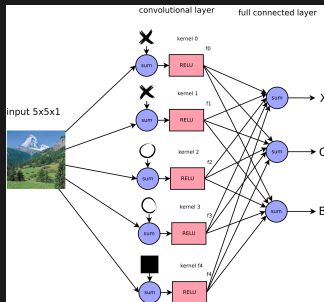 convolutional layer
full connected layer
kernel 0
f0
sum
RELU
X
sum
kernel 1
input 5x5x1
f1
sum
RELU
kernel 2
sum
f2
sum
RELU
kernel 3
f3
sum
RELU
sum
kernel f4
f4
sum
RELU